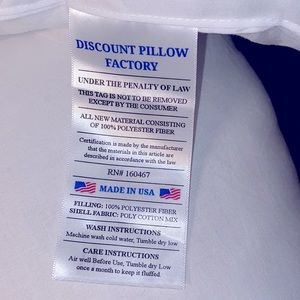 DISCOUNT PILLOW
FACTORY
UNDER THE PENALTY OF LAW
THIS TAG IS NOT TO BE REMOVED
EXCEPT BY THE CONSUMER
ALL NEW MATERIAL CONSISTING
OF 100% POLYESTER FIBER
Certification is made by the manufacturer
that the materials in this article are
described in accordance with the law
RN# 160467
MADE IN USA
FILLING: 100% POLYESTER FIBER
SHELL FABRIC: POLY COTTON MIX
WASH INSTRUCTIONS
Machine wash cold water, Tumble dry low
CARE INSTRUCTIONS
Air well Before Use, Tumble dry Low
once a month to keep it fluffed.